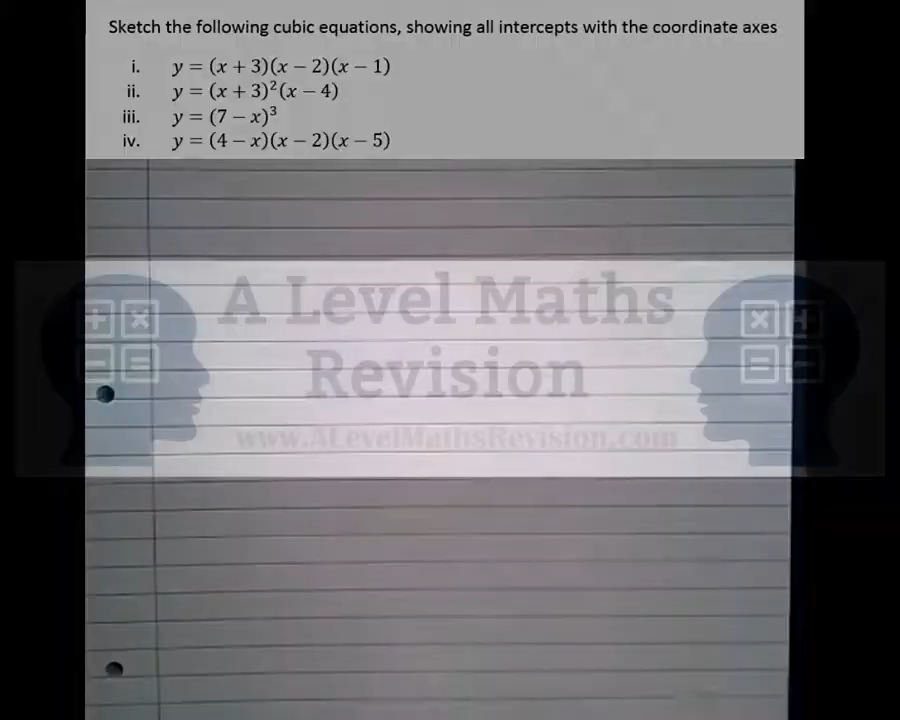 Sketch the following cubic equations, showing all intercepts with the coordinate axes
i. y = (x + 3)(x − 2)(x − 1)
ii. y = (x + 3)²(x − 4)
iii. y = (7 − x)³
iv. y = (4 − x)(x − 2)(x − 5)
A Level Maths
Revision
www.ALevelMathsRevision.com